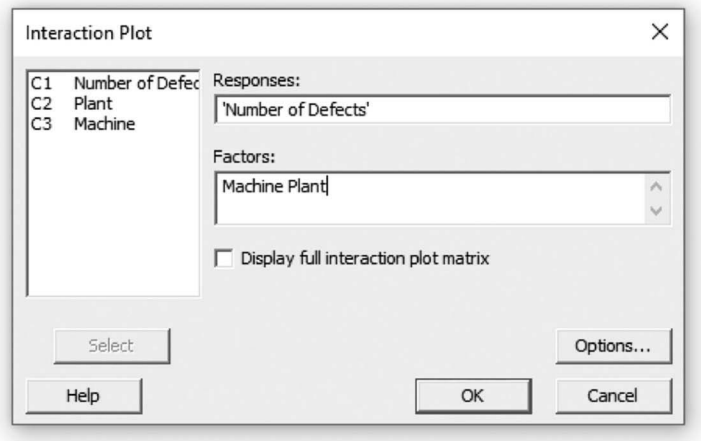 Interaction Plot
C1 Number of Defec
C2 Plant
C3 Machine
Responses:
'Number of Defects'
Factors:
Machine Plant
Display full interaction plot matrix
Select
Options...
Help
OK
Cancel